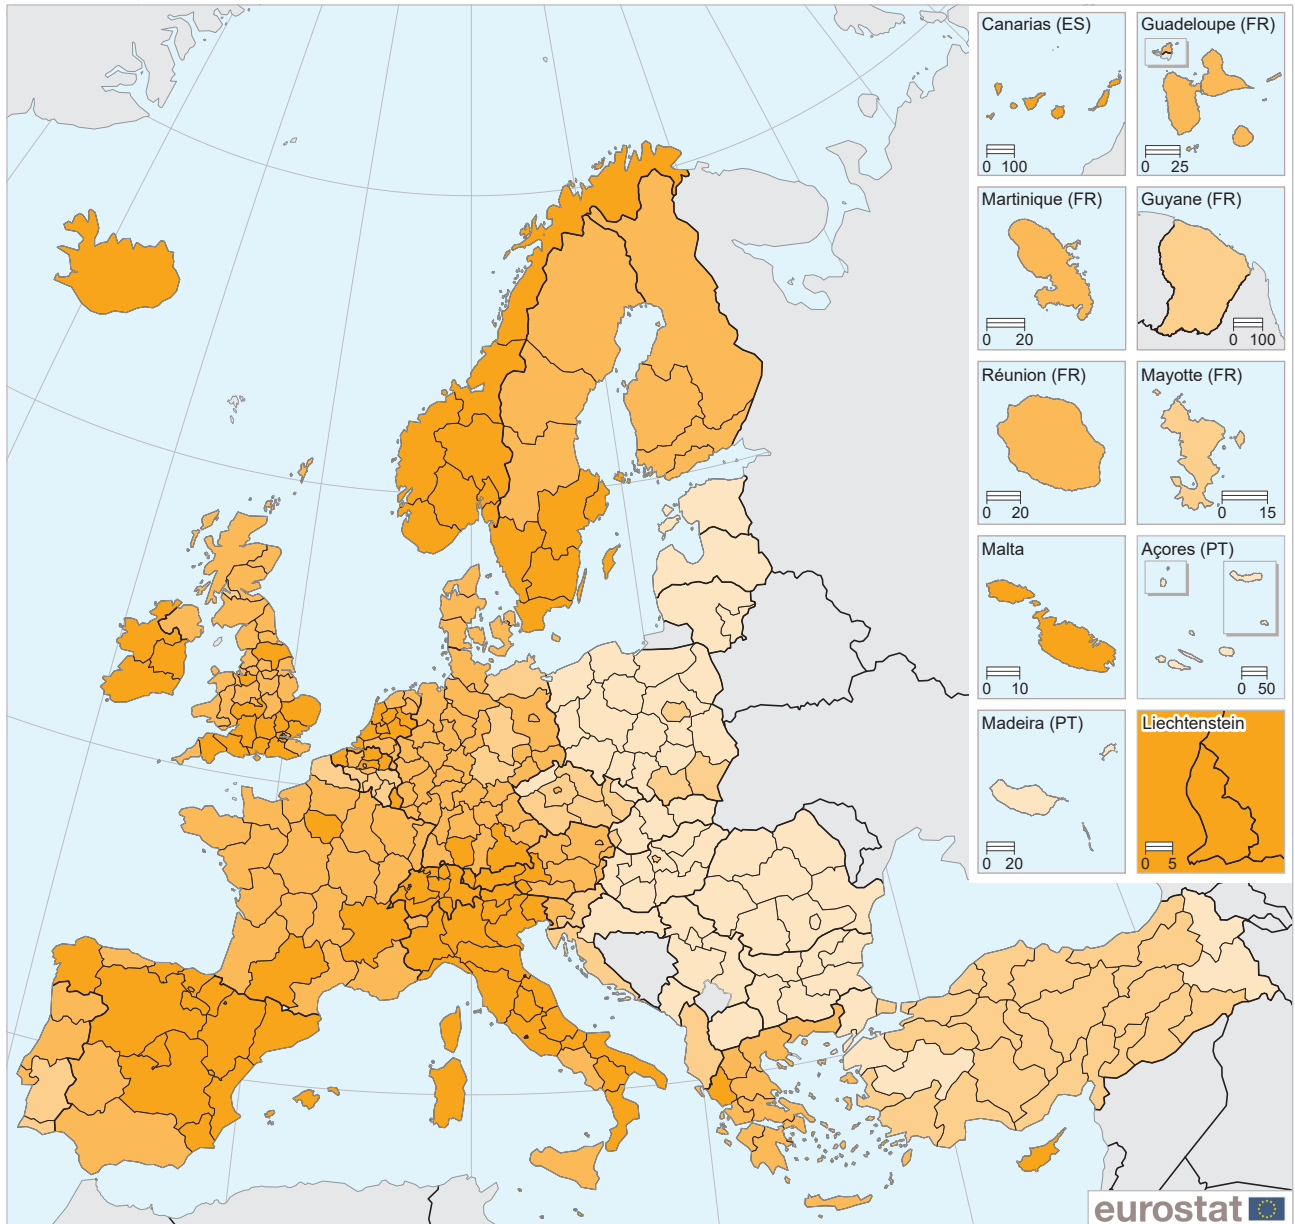 Canarias (ES)
0 100
Guadeloupe (FR)
0 25
Martinique (FR)
0 20
Guyane (FR)
0 100
Réunion (FR)
0 20
Mayotte (FR)
0 15
Malta
0 10
Açores (PT)
0 50
Madeira (PT)
0 20
Liechtenstein
0 5
eurostat